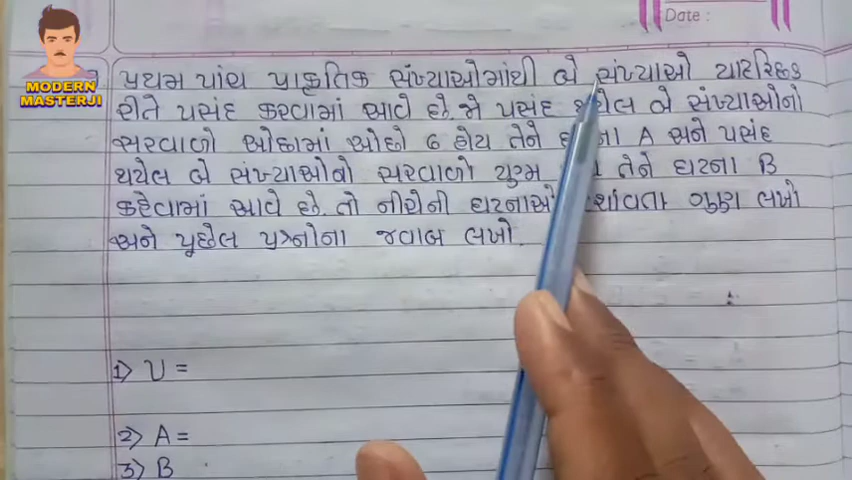 Date :
MODERN
MASTERJI
પ્રથમ પાંચ પ્રાકૃતિક સંખ્યાઓમાંથી બે સંખ્યાઓ યાદચ્છિક
રીતે પસંદ કરવામાં આવે છે. જો પસંદ થયેલ બે સંખ્યાઓનો
સરવાળો ઓછામાં ઓછો 6 હોય તેને ઘટના A અને પસંદ
થયેલ બે સંખ્યાઓનો સરવાળો યુગ્મ તેને ઘટના B
કહેવામાં આવે છે. તો નીચેની ઘટનાઓ દર્શાવતા ગણ લખો
અને પૂછેલ પ્રશ્નોના જવાબ લખો.
1) U =
2) A =
3) B